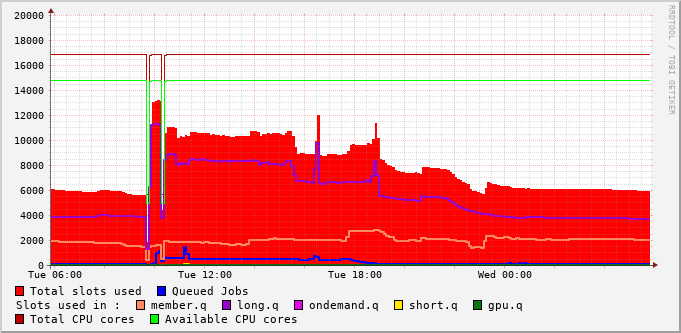 20000
18000
16000
14000
12000
10000
8000
6000
4000
2000
0
Tue 06:00 Tue 12:00 Tue 18:00 Wed 00:00
Total slots used Queued Jobs
Slots used in : member.q long.q ondemand.q short.q gpu.q
Total CPU cores Available CPU cores
RRDTOOL / TOBI OETIKER